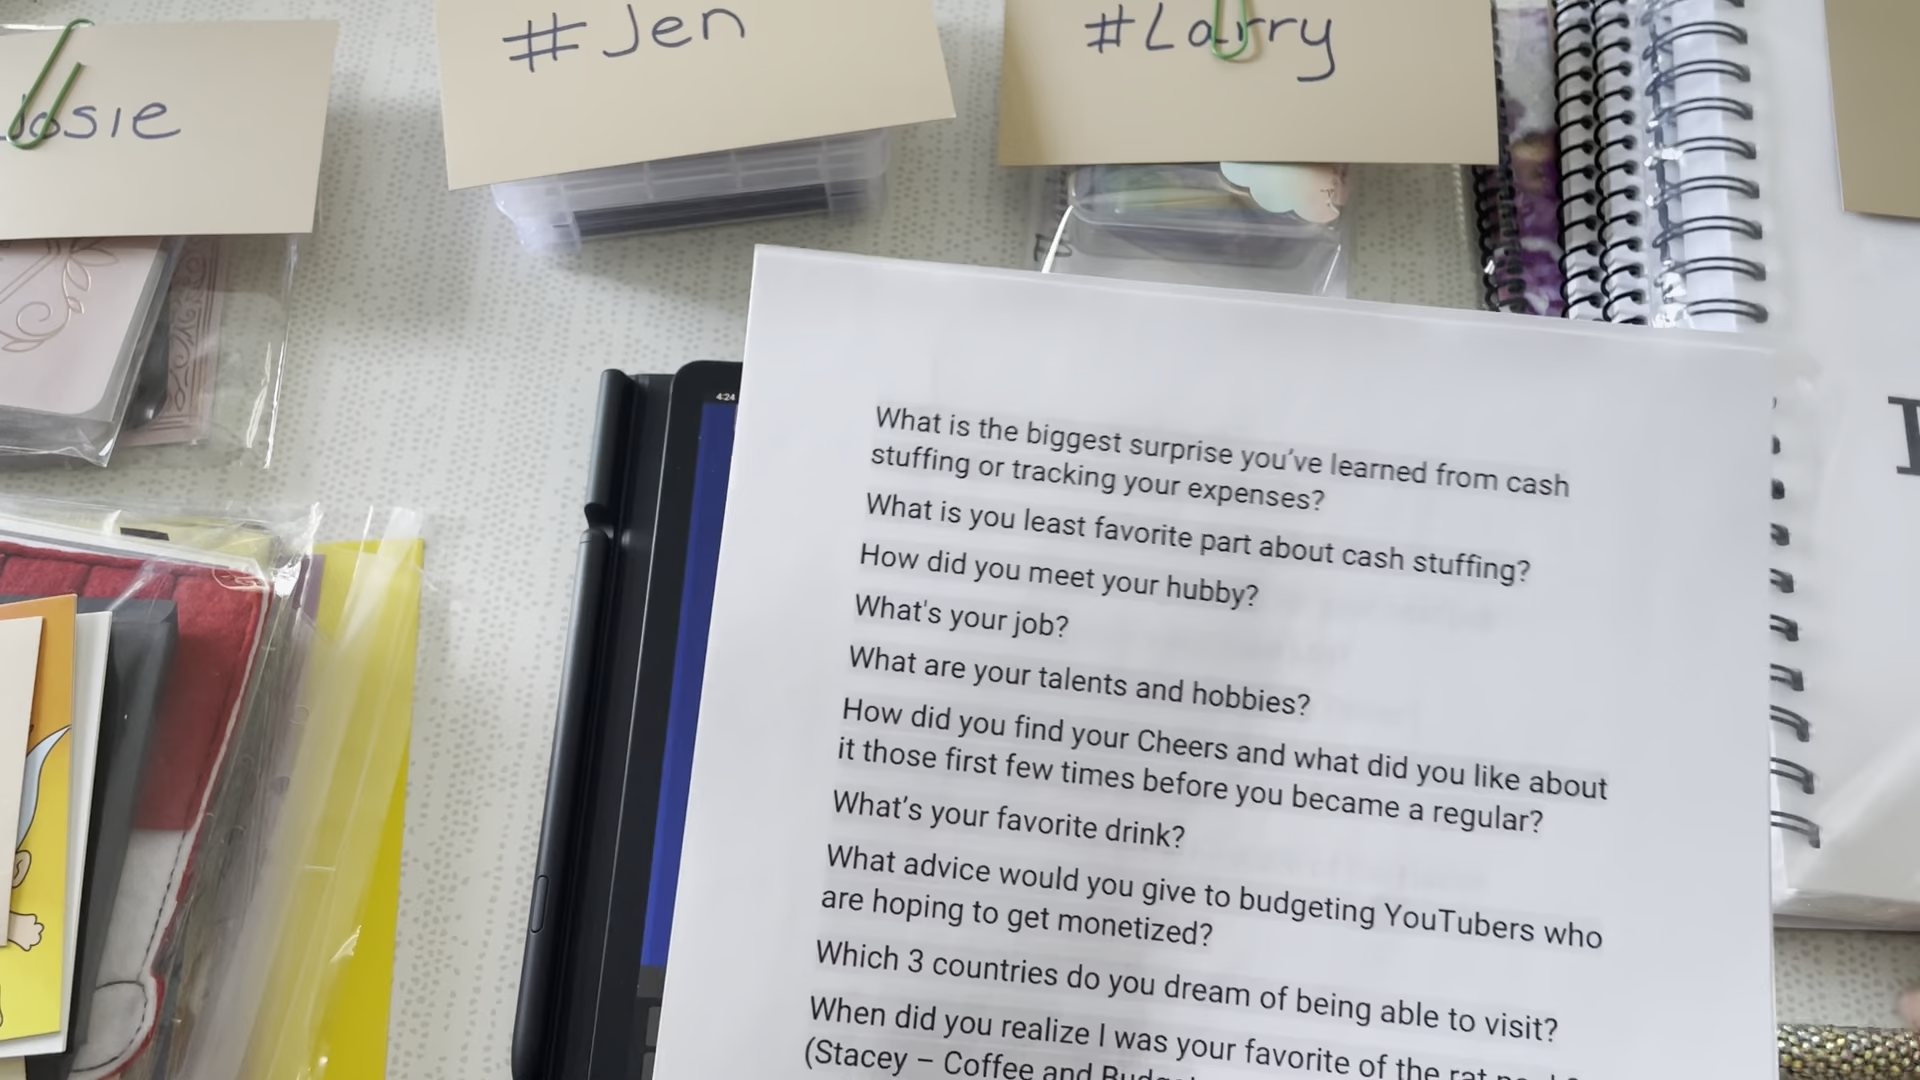 #Jen
#Larry
Josie
4:24
What is the biggest surprise you've learned from cash
stuffing or tracking your expenses?
What is you least favorite part about cash stuffing?
How did you meet your hubby?
What's your job?
What are your talents and hobbies?
How did you find your Cheers and what did you like about
it those first few times before you became a regular?
What's your favorite drink?
What advice would you give to budgeting YouTubers who
are hoping to get monetized?
Which 3 countries do you dream of being able to visit?
When did you realize I was your favorite of the rat
(Stacey – Coffee and